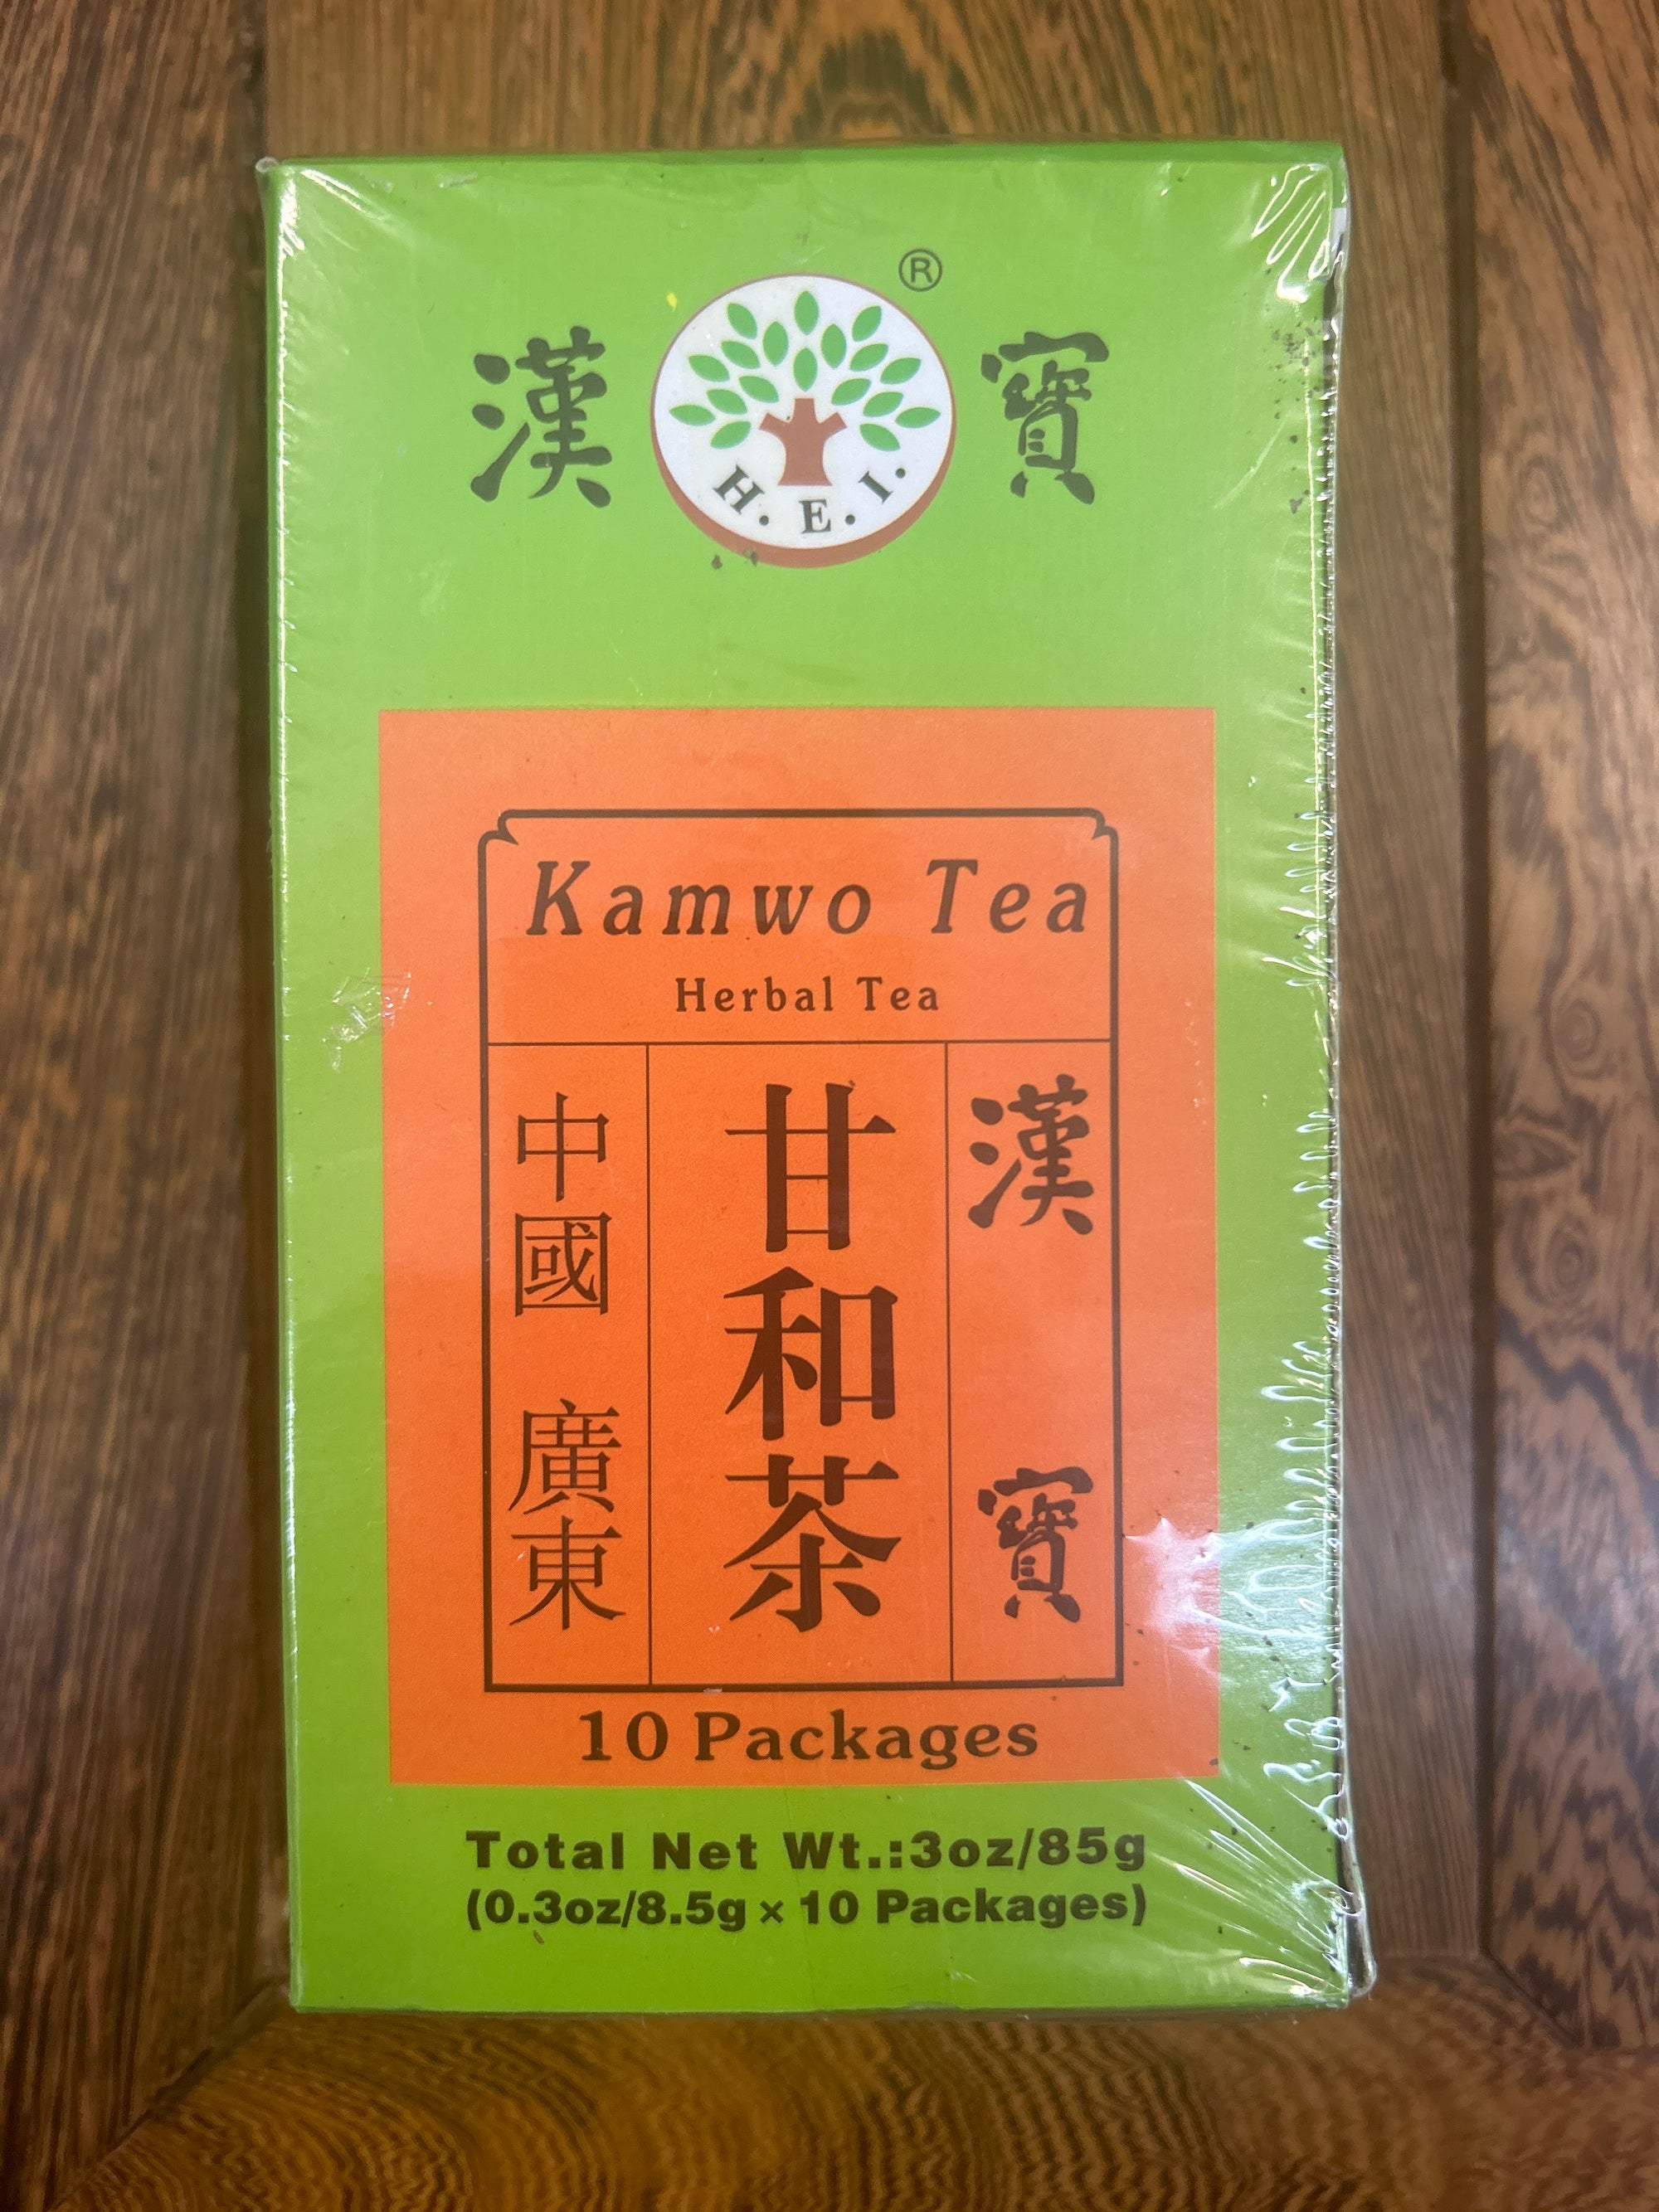 漢 ® 寶
H.E.I.
Kamwo Tea
Herbal Tea
漢寶
甘和茶
中國 廣東
10 Packages
Total Net Wt.:3oz/85g
(0.3oz/8.5g × 10 Packages)